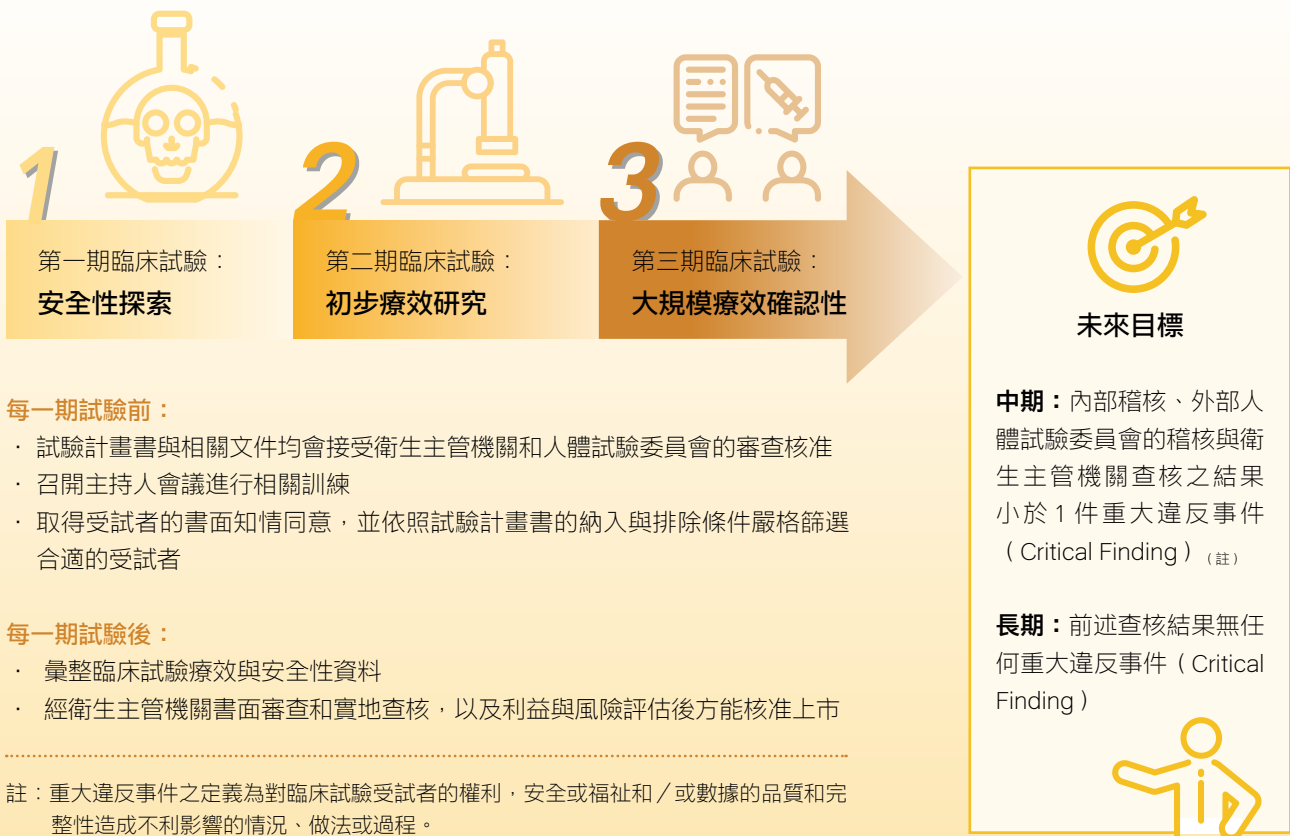 1
第一期臨床試驗：
安全性探索
2
第二期臨床試驗：
初步療效研究
3
第三期臨床試驗：
大規模療效確認性
每一期試驗前：
· 試驗計畫書與相關文件均會接受衛生主管機關和人體試驗委員會的審查核准
· 召開主持人會議進行相關訓練
· 取得受試者的書面知情同意，並依照試驗計畫書的納入與排除條件嚴格篩選
合適的受試者
每一期試驗後：
· 彙整臨床試驗療效與安全性資料
· 經衛生主管機關書面審查和實地查核，以及利益與風險評估後方能核准上市
註：重大違反事件之定義為對臨床試驗受試者的權利，安全或福祉和／或數據的品質和完
整性造成不利影響的情況、做法或過程。
未來目標
中期：內部稽核、外部人
體試驗委員會的稽核與衛
生主管機關查核之結果
小於 1 件重大違反事件
（Critical Finding）（註）
長期：前述查核結果無任
何重大違反事件（Critical
Finding）